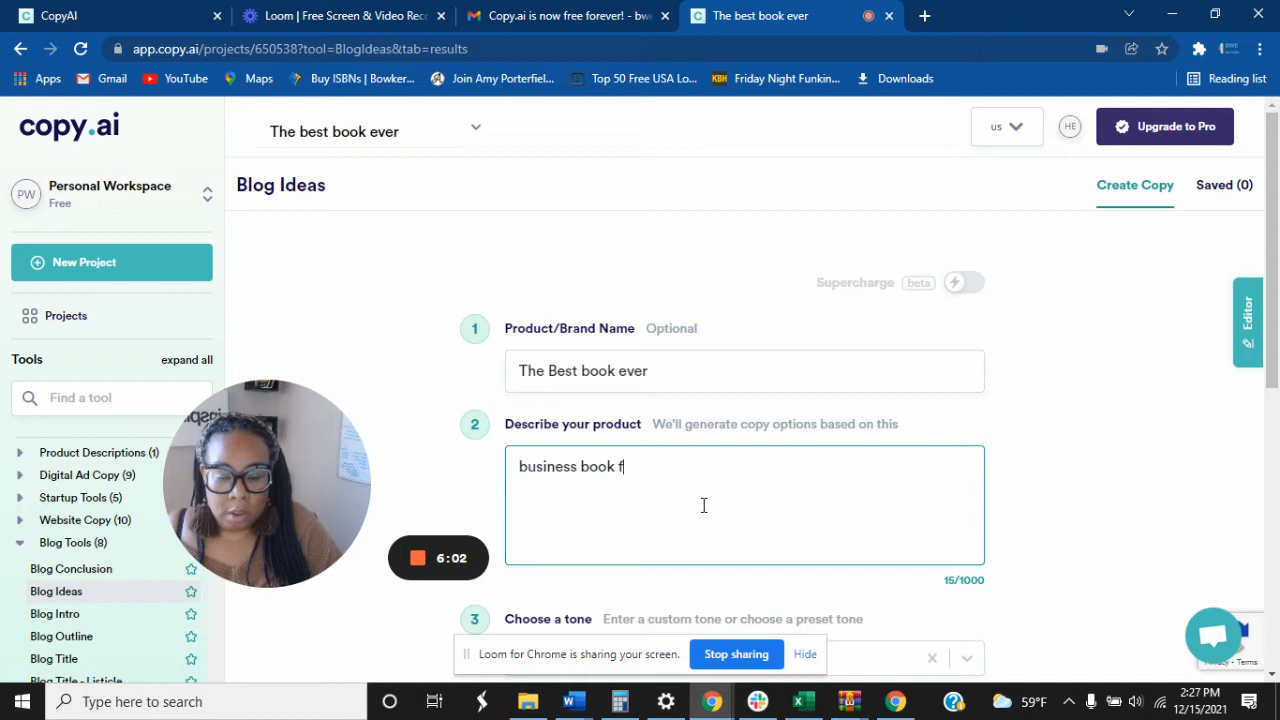 CopyAI
Loom | Free Screen & Video Reco
Copy.ai is now free forever! - bwe
The best book ever
app.copy.ai/projects/650538?tool=BlogIdeas&tab=results
Apps
Gmail
YouTube
Maps
Buy ISBNs | Bowker...
Join Amy Porterfiel...
Top 50 Free USA Lo...
KBH
Friday Night Funkin...
Downloads
Reading list
copy.ai
The best book ever
us
HE
Upgrade to Pro
PW
Personal Workspace
Free
Blog Ideas
Create Copy
Saved (0)
New Project
Supercharge
beta
Projects
Editor
1
Product/Brand Name
Optional
Tools
expand all
The Best book ever
Find a tool
2
Describe your product
We'll generate copy options based on this
Product Descriptions (1)
business book f
Digital Ad Copy (9)
Startup Tools (5)
Website Copy (10)
Blog Tools (8)
6:02
Blog Conclusion
15/1000
Blog Ideas
Blog Intro
3
Choose a tone
Enter a custom tone or choose a preset tone
Blog Outline
Loom for Chrome is sharing your screen.
Stop sharing
Hide
Blog Title
Privacy - Terms
Blog Title - Listicle
Type here to search
59°F
2:27 PM
12/15/2021